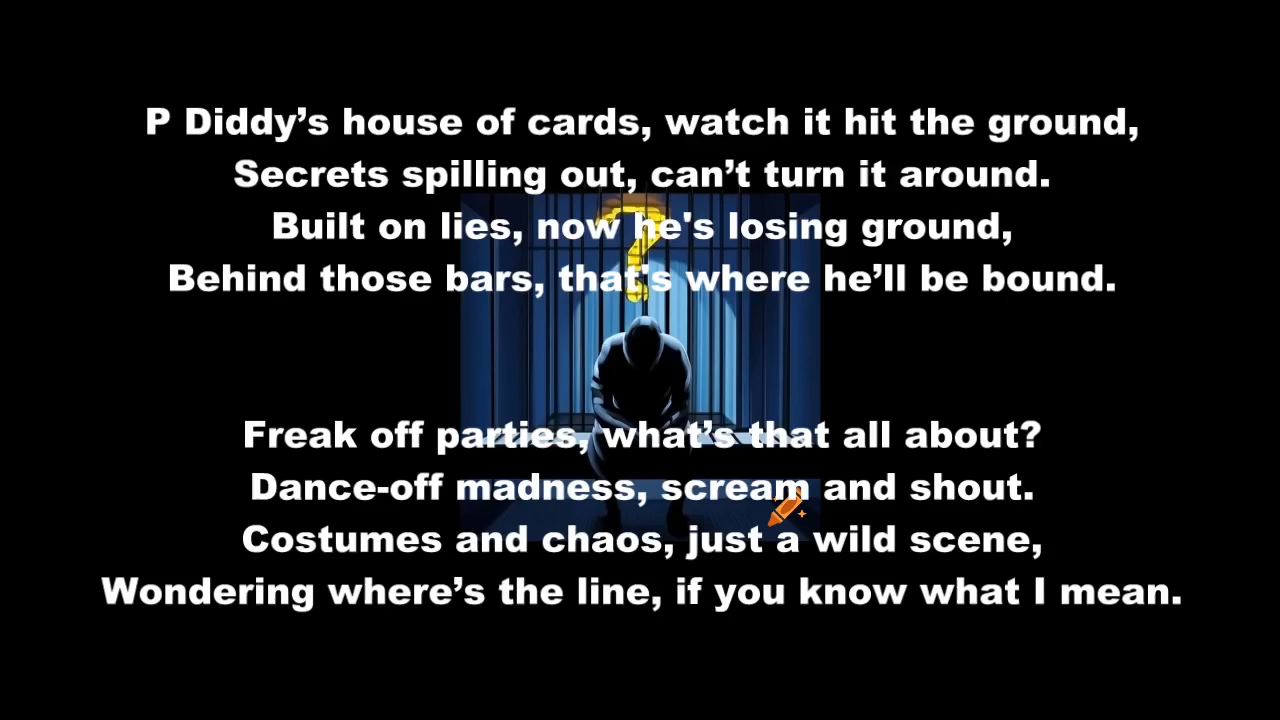 P Diddy’s house of cards, watch it hit the ground,
Secrets spilling out, can’t turn it around.
Built on lies, now he's losing ground,
Behind those bars, that's where he’ll be bound.
Freak off parties, what’s that all about?
Dance-off madness, scream and shout.
Costumes and chaos, just a wild scene,
Wondering where’s the line, if you know what I mean.